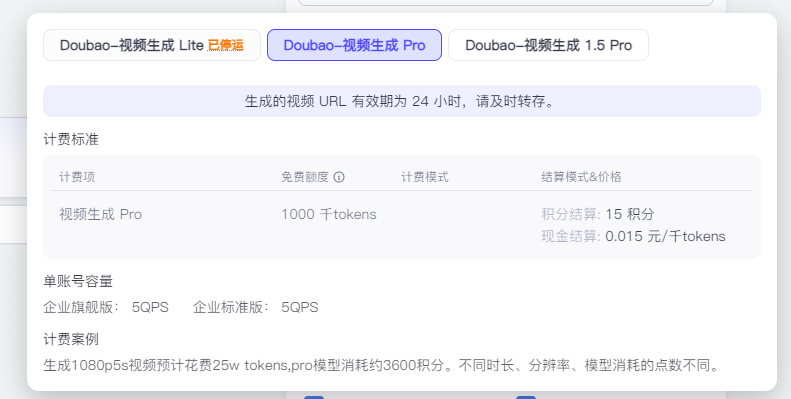 Doubao-视频生成 Lite 已停运 Doubao-视频生成 Pro Doubao-视频生成 1.5 Pro
生成的视频 URL 有效期为 24 小时，请及时转存。
计费标准
计费项 免费额度 计费模式 结算模式&价格
视频生成 Pro 1000 千tokens 积分结算: 15 积分
现金结算: 0.015 元/千tokens
单账号容量
企业旗舰版： 5QPS 企业标准版： 5QPS
计费案例
生成1080p5s视频预计花费25w tokens,pro模型消耗约3600积分。不同时长、分辨率、模型消耗的点数不同。